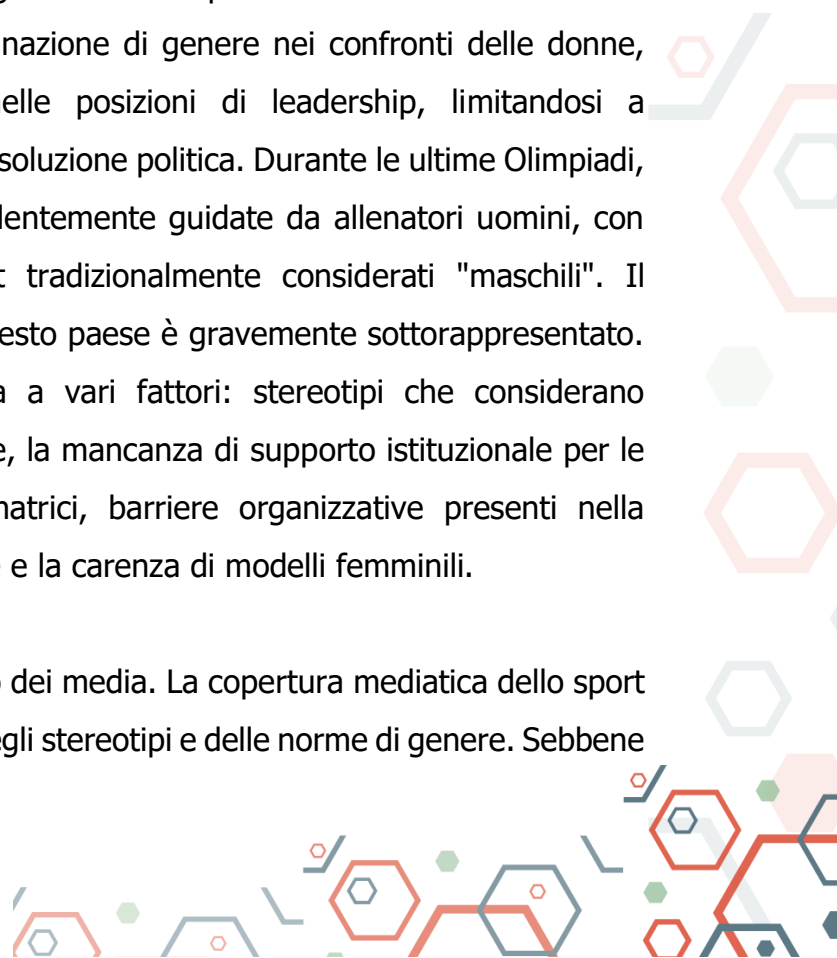 nazione di genere nei confronti delle donne,
elle posizioni di leadership, limitandosi a
soluzione politica. Durante le ultime Olimpiadi,
lentemente guidate da allenatori uomini, con
t tradizionalmente considerati "maschili". Il
esto paese è gravemente sottorappresentato.
a a vari fattori: stereotipi che considerano
e, la mancanza di supporto istituzionale per le
natrici, barriere organizzative presenti nella
e e la carenza di modelli femminili.
o dei media. La copertura mediatica dello sport
egli stereotipi e delle norme di genere. Sebbene